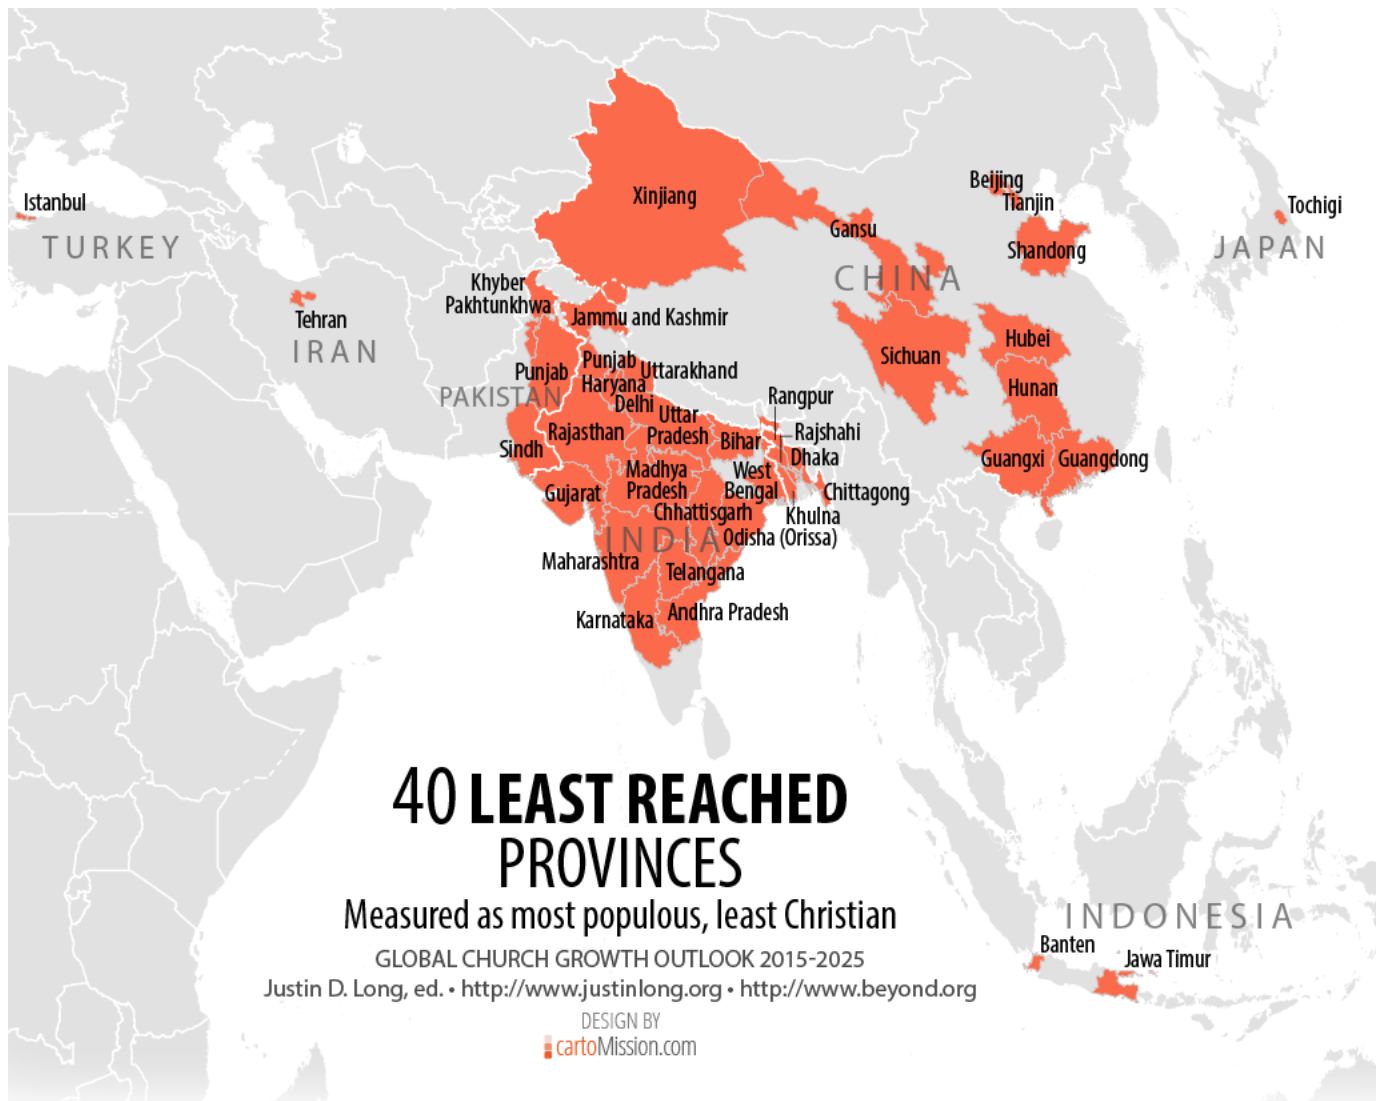 Xinjiang
Beijing
Tianjin
Istanbul
Tochigi
Gansu
TURKEY
Shandong
JAPAN
CHINA
Khyber
Pakhtunkhwa
Tehran
Jammu and Kashmir
IRAN
Hubei
Sichuan
Punjab
Punjab
Uttarakhand
Haryana
Hunan
PAKISTAN
Delhi
Rangpur
Uttar
Pradesh
Rajasthan
Bihar
Rajshahi
Sindh
Dhaka
Guangxi
Guangdong
Madhya
Pradesh
West
Bengal
Gujarat
Chittagong
Chhattisgarh
Khulna
INDIA
Odisha (Orissa)
Maharashtra
Telangana
Karnataka
Andhra Pradesh
40 LEAST REACHED
PROVINCES
Measured as most populous, least Christian
GLOBAL CHURCH GROWTH OUTLOOK 2015-2025
Justin D. Long, ed. • http://www.justinlong.org • http://www.beyond.org
DESIGN BY
cartoMission.com
INDONESIA
Banten
Jawa Timur